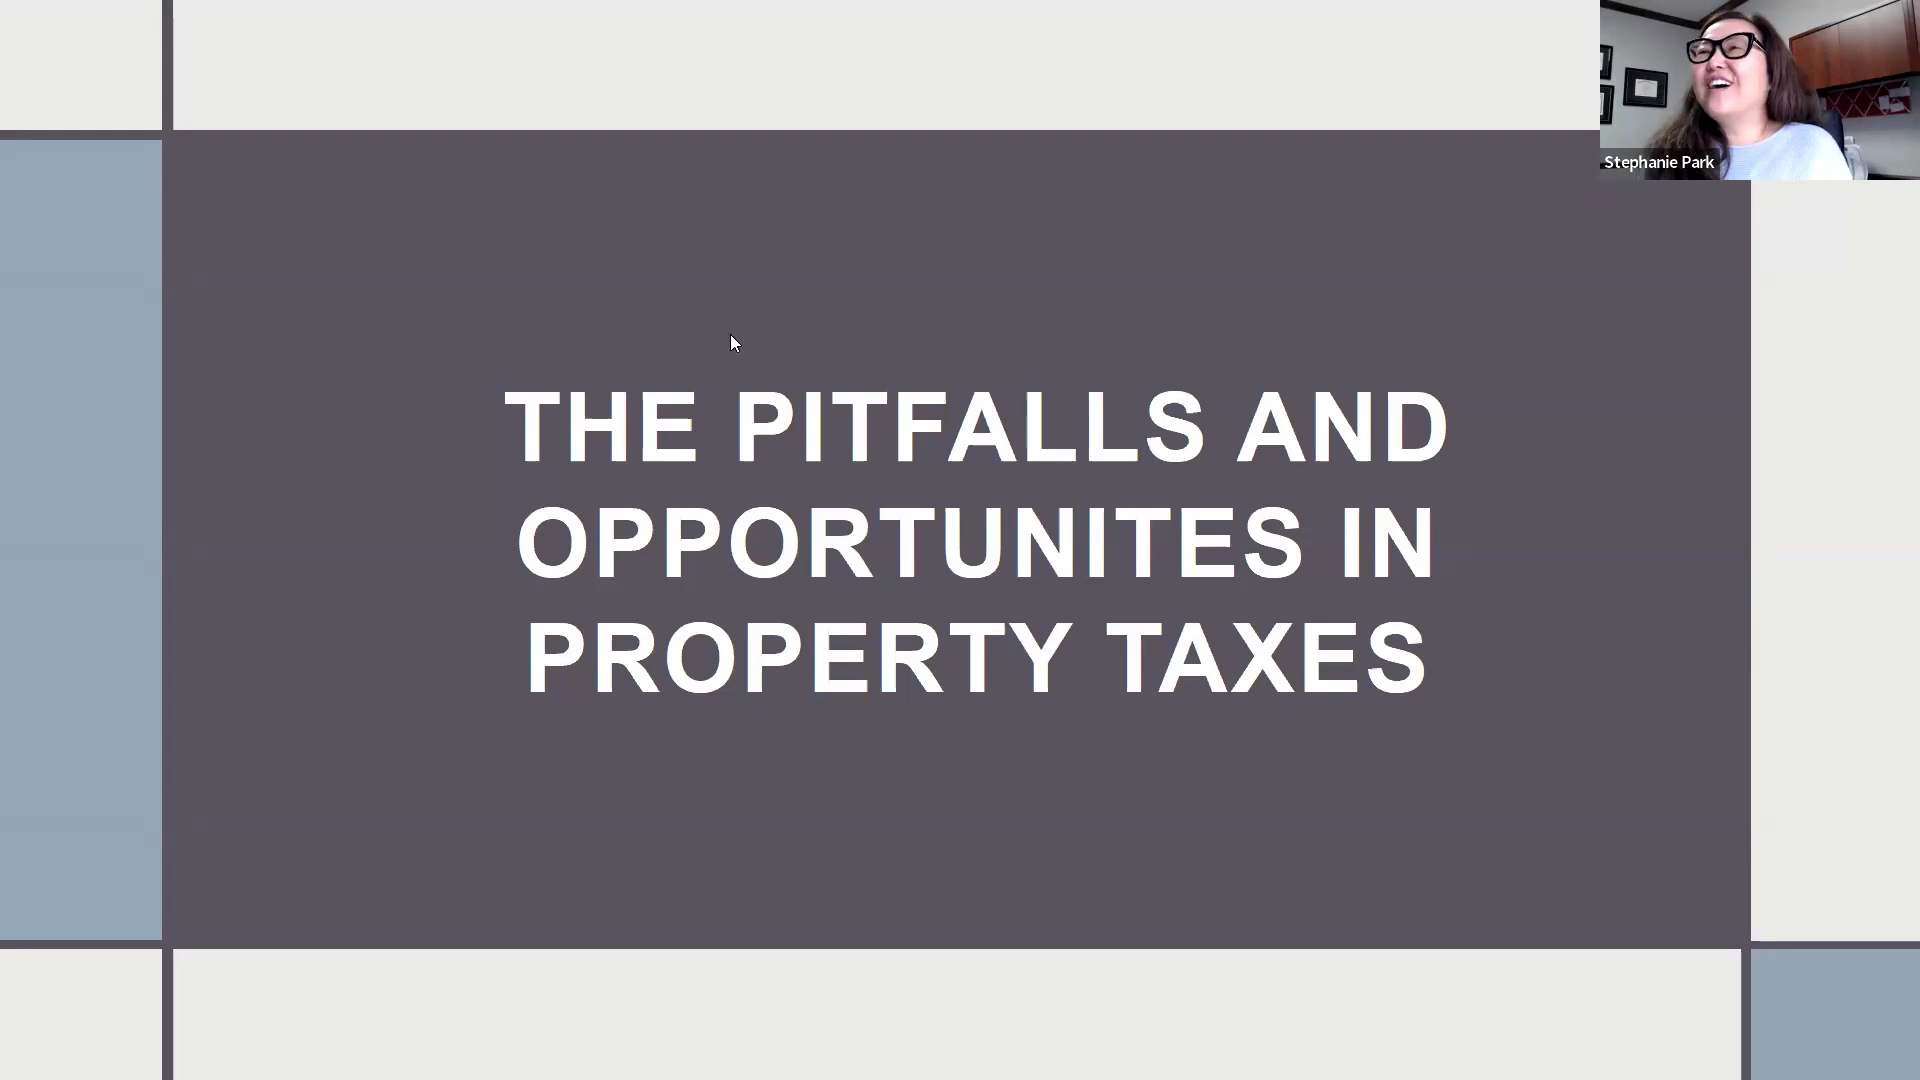 Stephanie Park
THE PITFALLS AND
OPPORTUNITES IN
PROPERTY TAXES